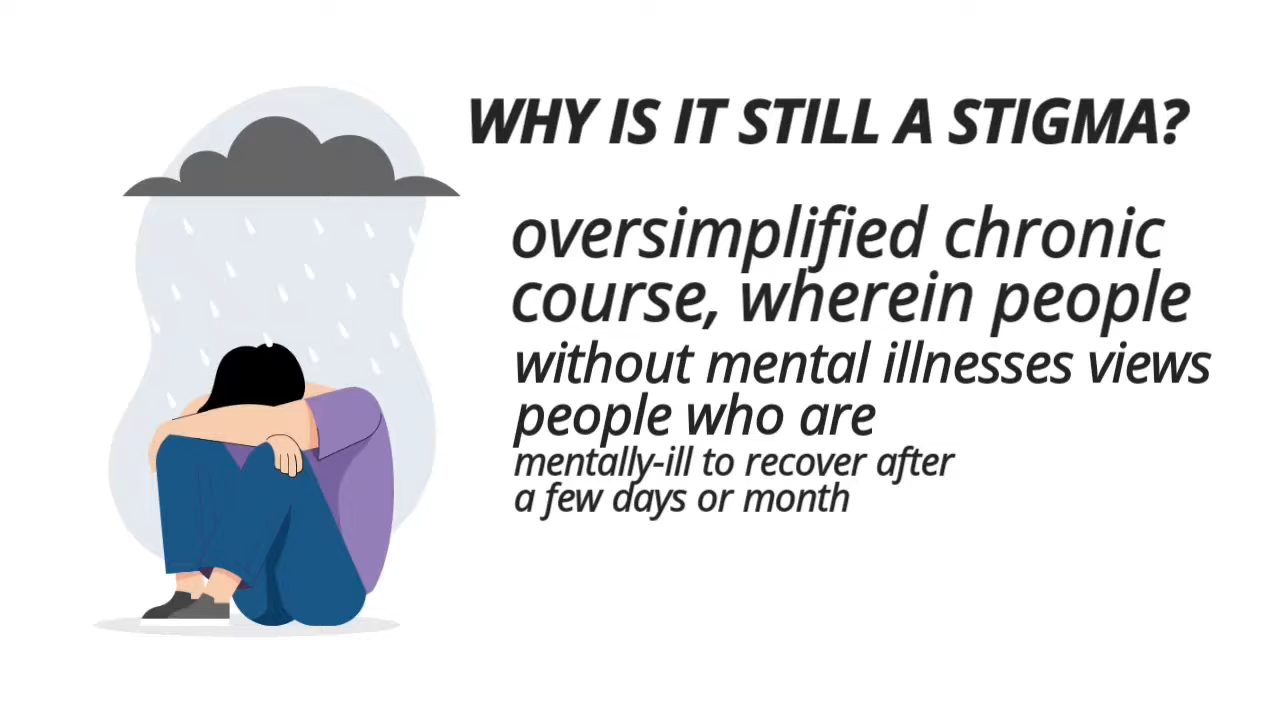 WHY IS IT STILL A STIGMA?
oversimplified chronic
course, wherein people
without mental illnesses views
people who are
mentally-ill to recover after
a few days or month